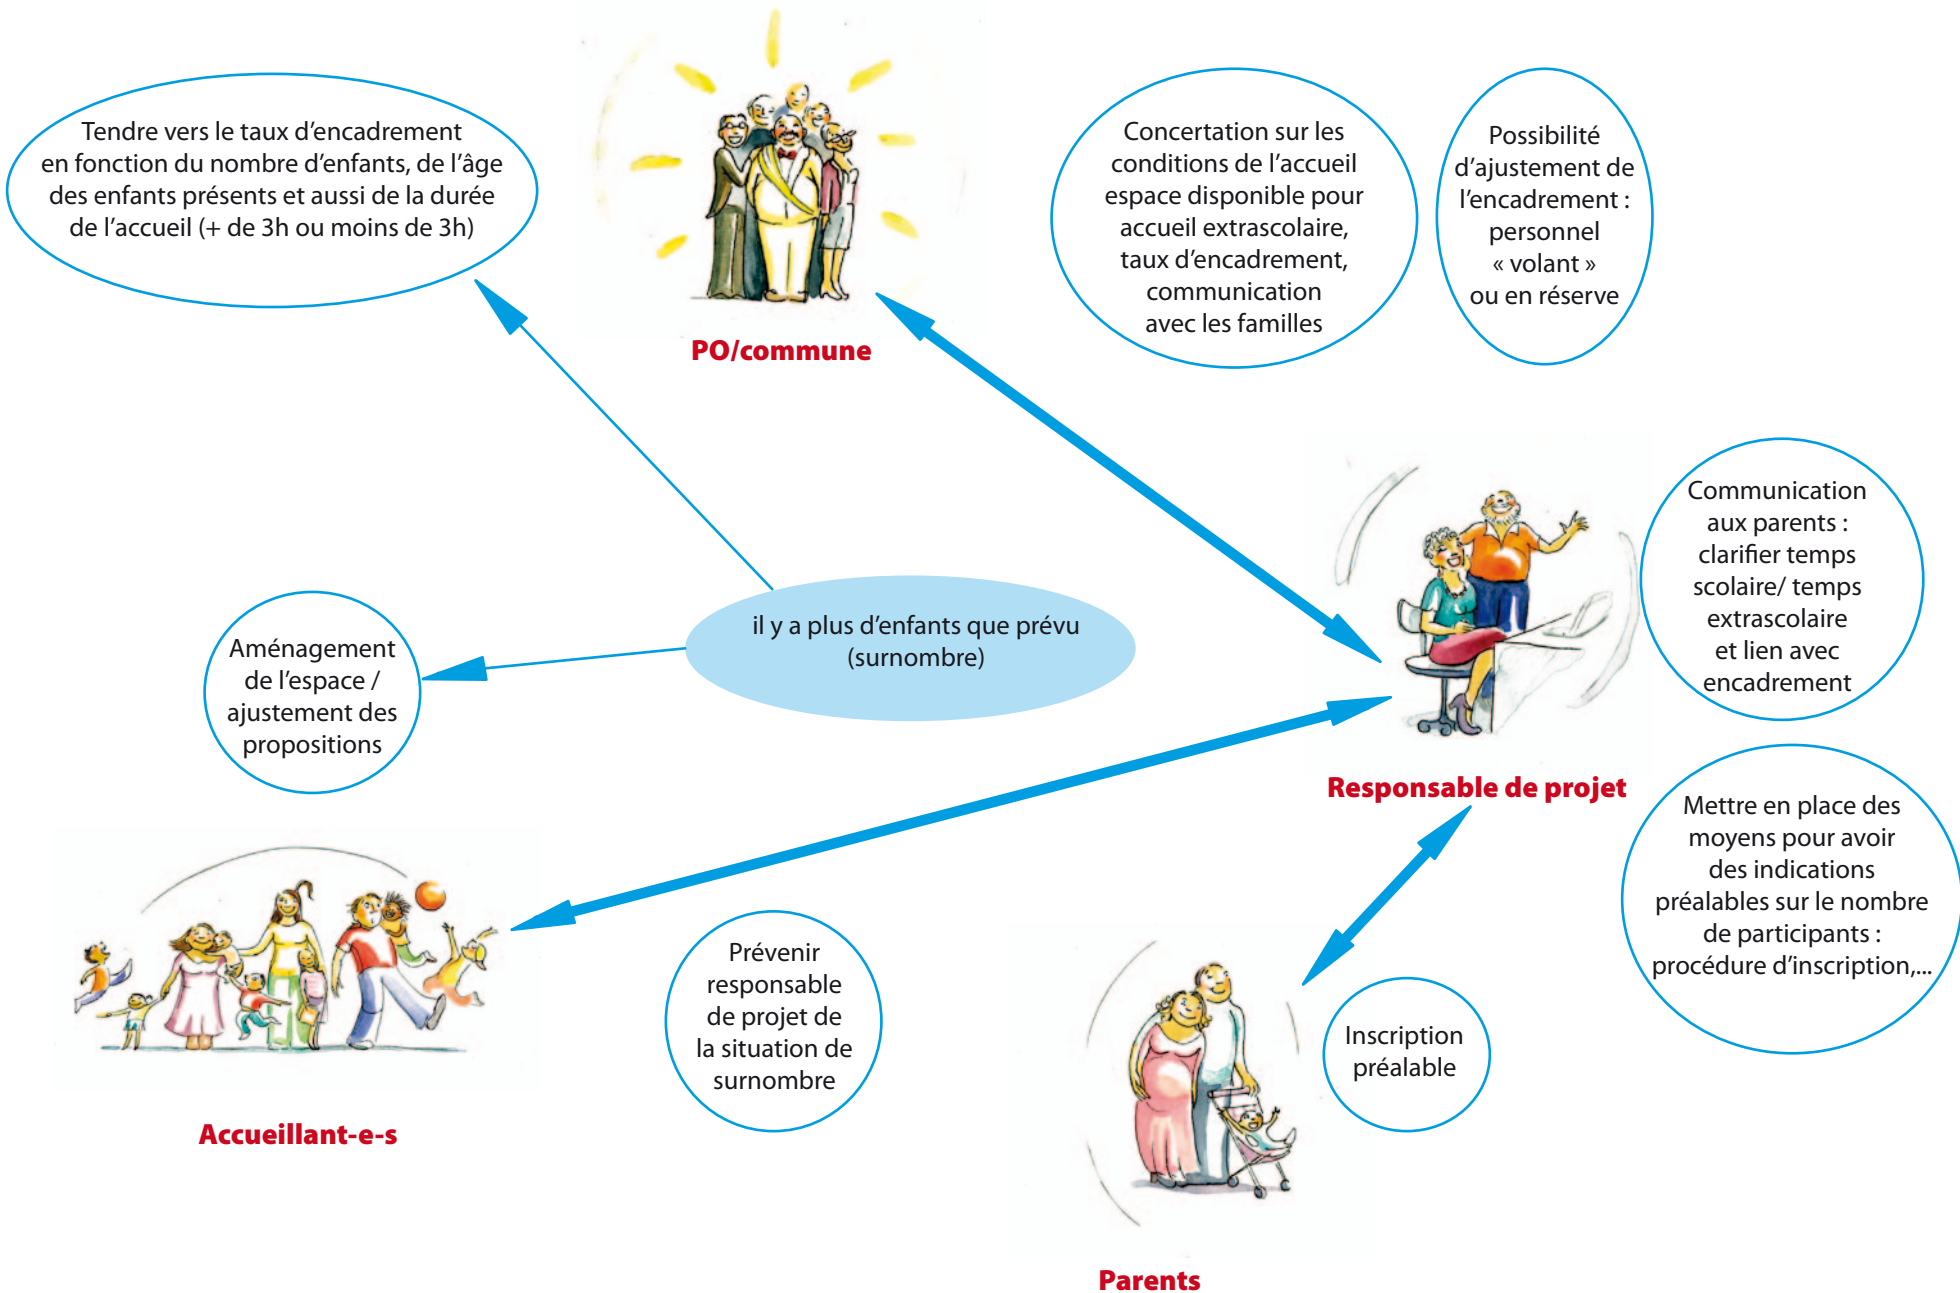 Tendre vers le taux d’encadrement
en fonction du nombre d’enfants, de l’âge
des enfants présents et aussi de la durée
de l’accueil (+ de 3h ou moins de 3h)
PO/commune
Concertation sur les
conditions de l’accueil
espace disponible pour
accueil extrascolaire,
taux d’encadrement,
communication
avec les familles
Possibilité
d’ajustement de
l’encadrement :
personnel
« volant »
ou en réserve
Communication
aux parents :
clarifier temps
scolaire/ temps
extrascolaire
et lien avec
encadrement
il y a plus d’enfants que prévu
(surnombre)
Aménagement
de l’espace /
ajustement des
propositions
Responsable de projet
Mettre en place des
moyens pour avoir
des indications
préalables sur le nombre
de participants :
procédure d’inscription,...
Prévenir
responsable
de projet de
la situation de
surnombre
Inscription
préalable
Accueillant-e-s
Parents